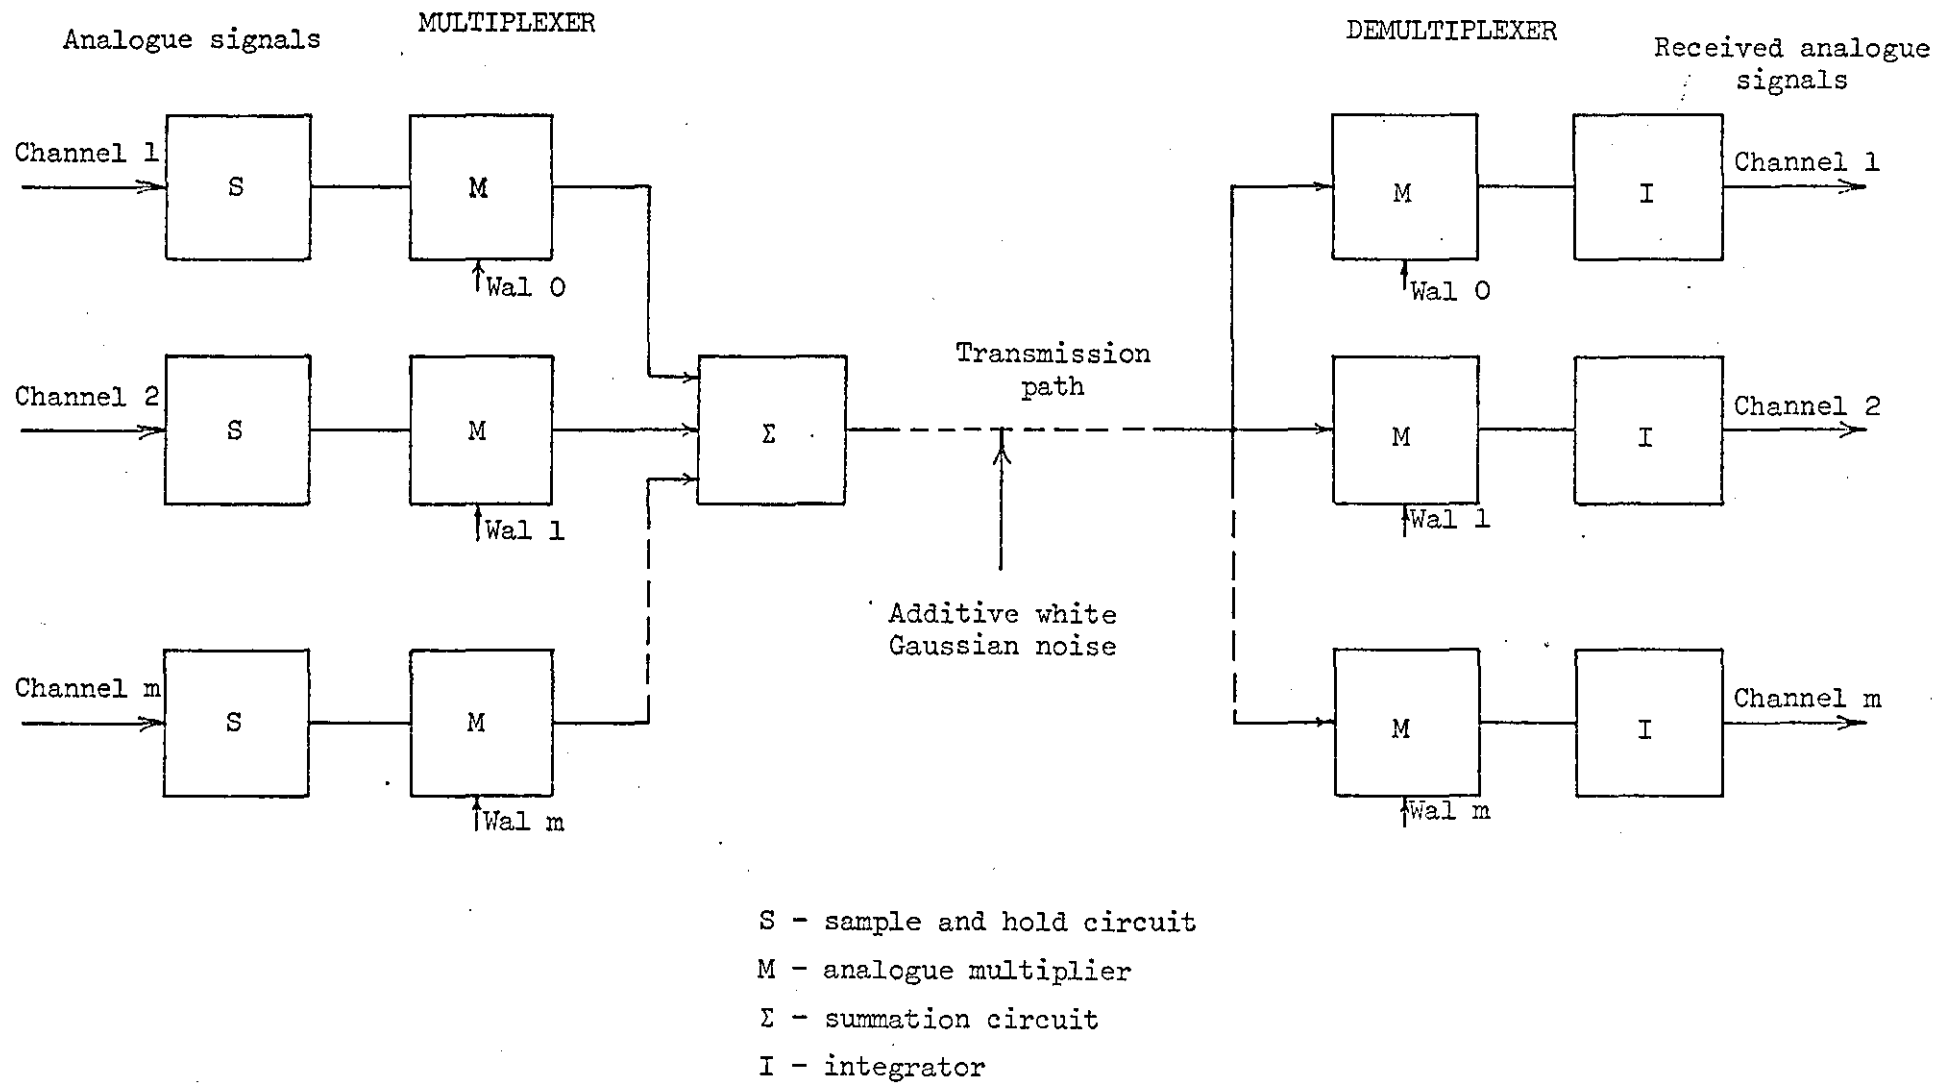 MULTIPLEXER
DEMULTIPLEXER
Analogue signals
Received analogue
signals
Channel 1
S
M
Wal 0
M
I
Channel 1
Wal 0
Channel 2
S
M
Wal 1
Σ
Transmission
path
M
I
Channel 2
Wal 1
Additive white
Gaussian noise
Channel m
S
M
Wal m
M
I
Channel m
Wal m
S - sample and hold circuit
M - analogue multiplier
Σ - summation circuit
I - integrator